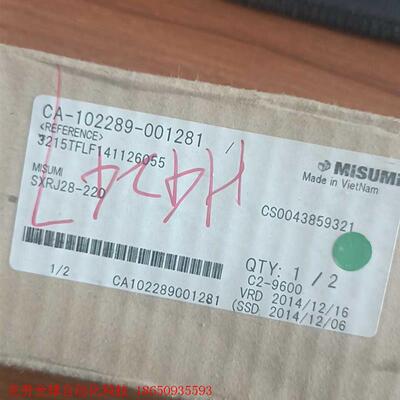 CA-102289-001281 /
<REFERENCE>
3215TFLF141126055
MISUMI
SXRJ28-220
1/2
CA102289001281
MISUMI
Made in VietNam
CS0043859321
QTY: 1 / 2
C2-9600
VRD 2014/12/16
(SSD 2014/12/06
18650935593